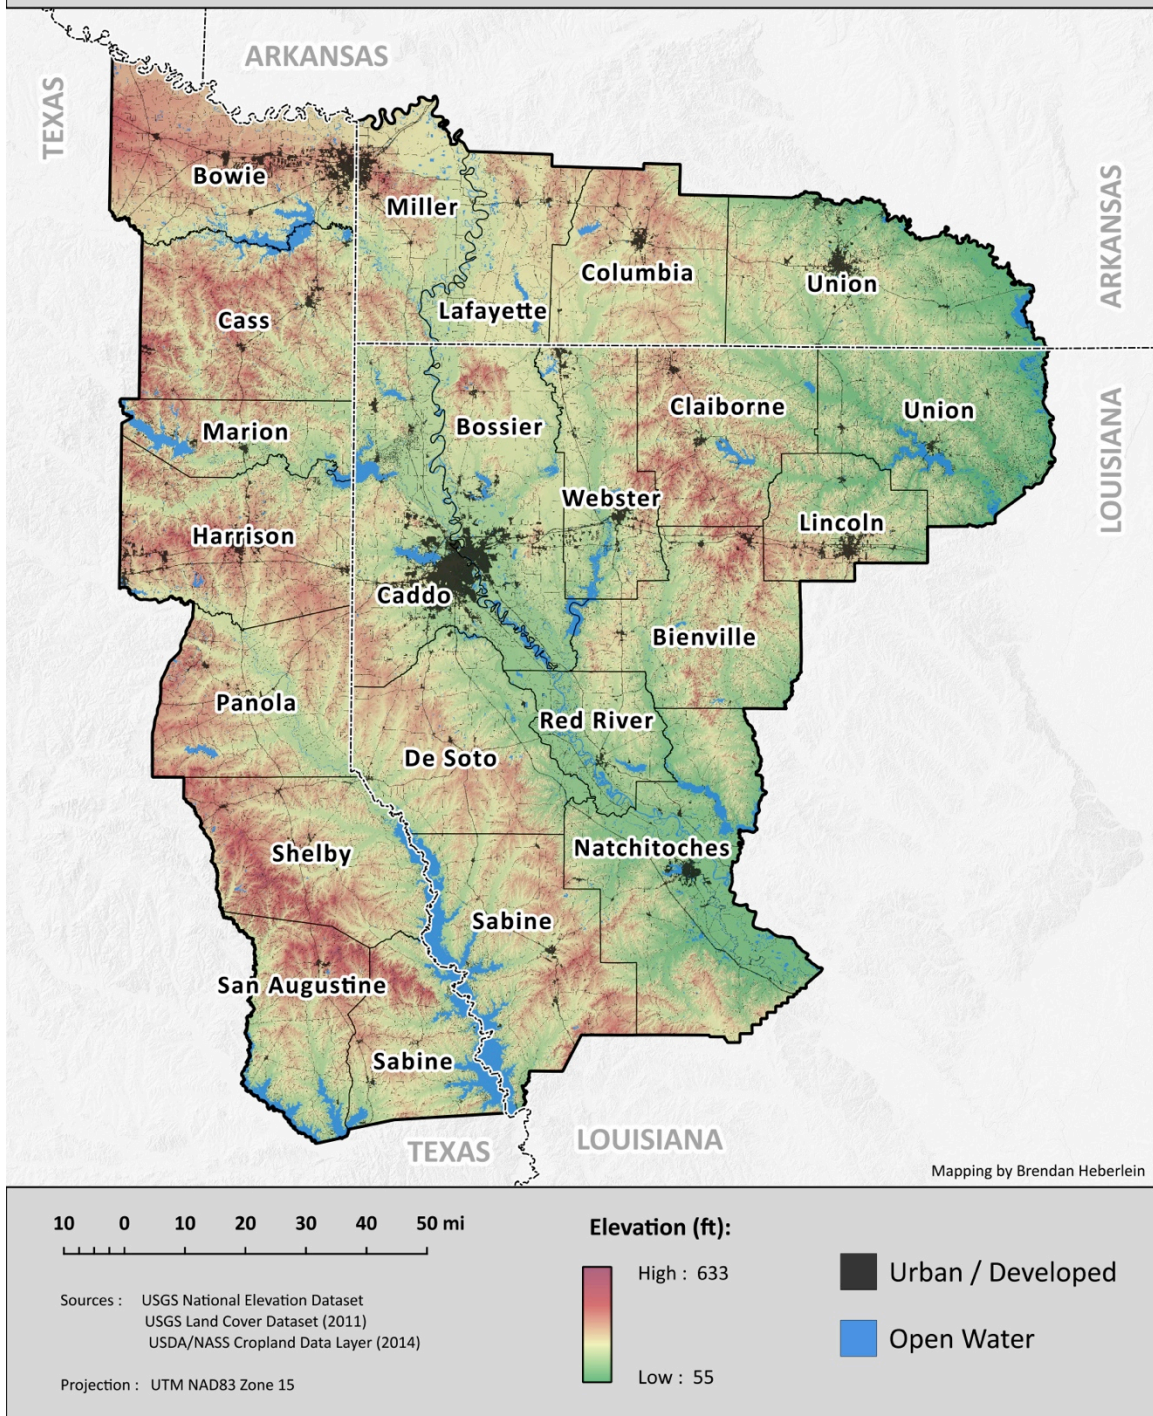 ARKANSAS
TEXAS
Bowie
Miller
ARKANSAS
Columbia
Union
Lafayette
Cass
Claiborne
Union
Bossier
Marion
LOUISIANA
Webster
Lincoln
Harrison
Caddo
Bienville
Panola
Red River
De Soto
Natchitoches
Shelby
Sabine
San Augustine
Sabine
TEXAS
LOUISIANA
Mapping by Brendan Heberlein
10 0 10 20 30 40 50 mi
Elevation (ft):
High : 633
Low : 55
Urban / Developed
Open Water
Sources : USGS National Elevation Dataset
USGS Land Cover Dataset (2011)
USDA/NASS Cropland Data Layer (2014)
Projection : UTM NAD83 Zone 15